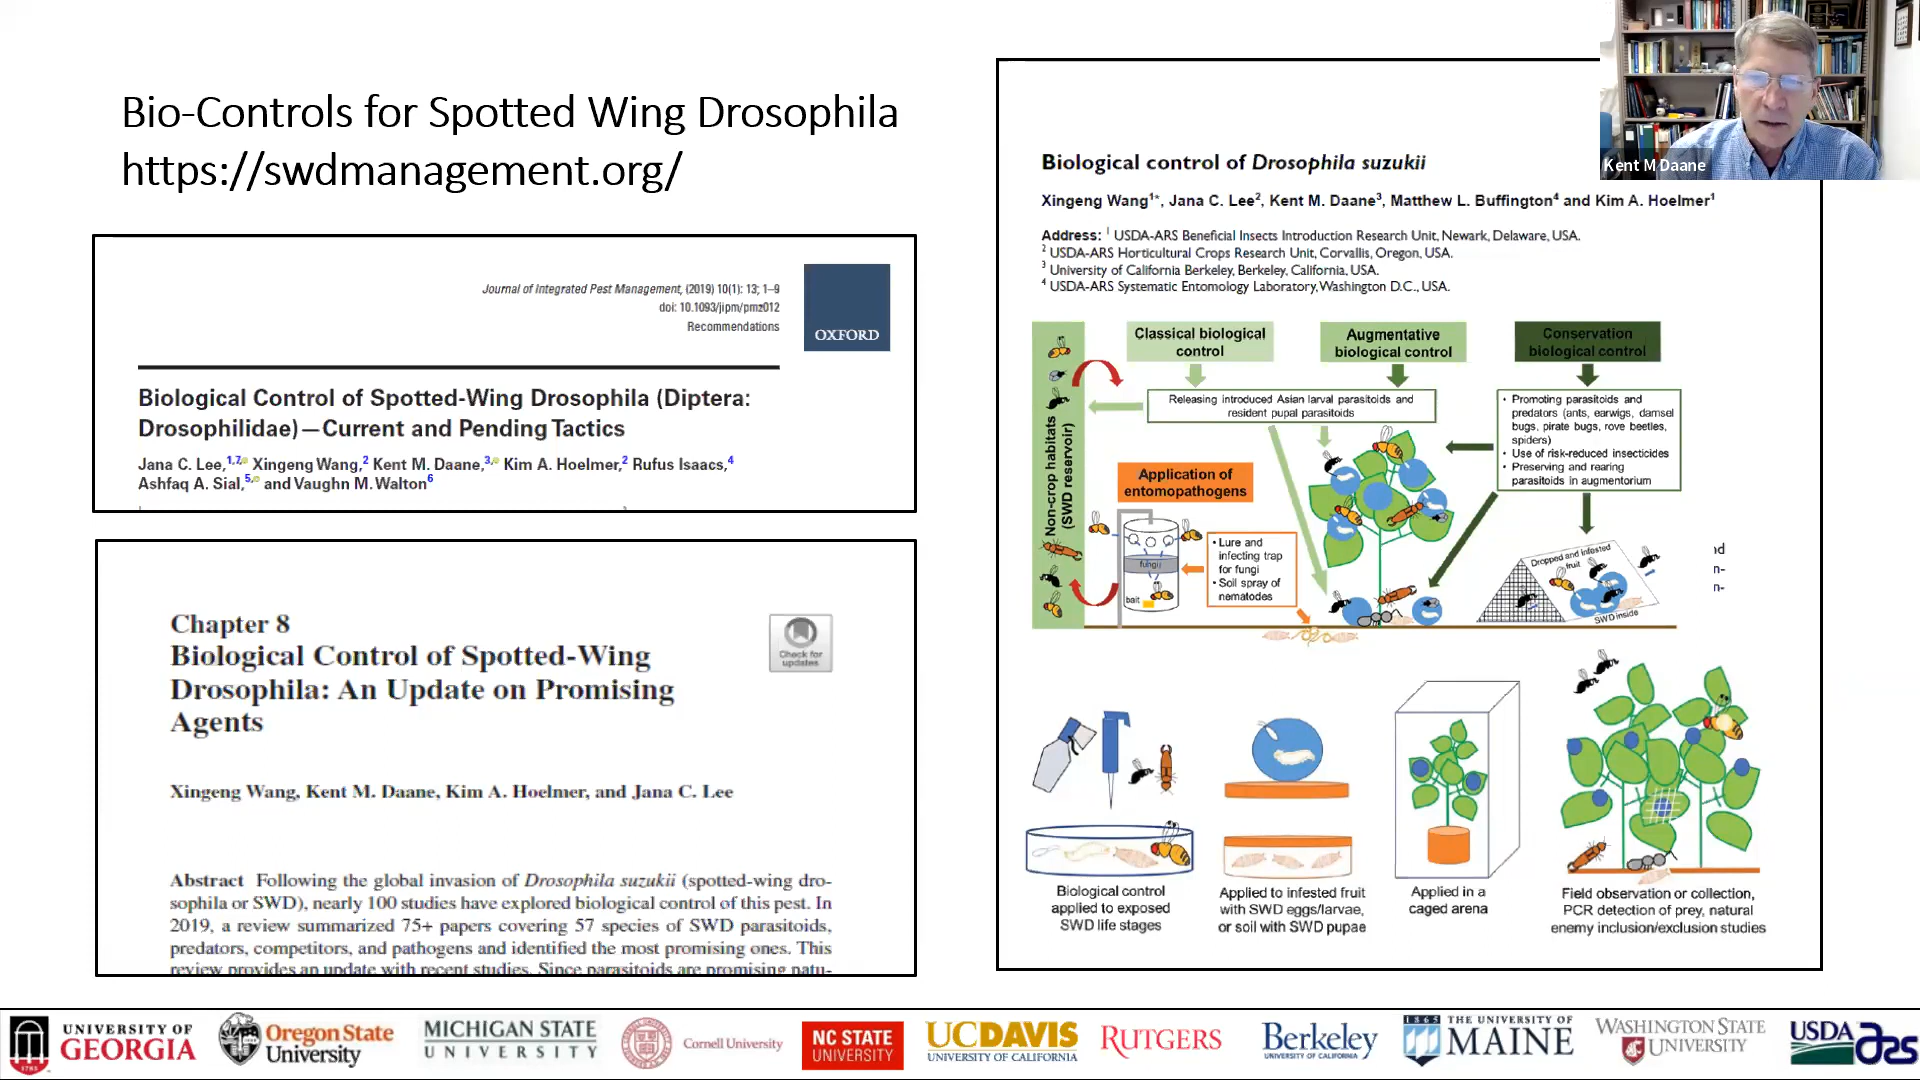 Bio-Controls for Spotted Wing Drosophila
https://swdmanagement.org/
Journal of Integrated Pest Management, (2019) 10(1): 13; 1–9
doi: 10.1093/jipm/pmz012
Recommendations
OXFORD
Biological Control of Spotted-Wing Drosophila (Diptera:
Drosophilidae)—Current and Pending Tactics
Jana C. Lee,1,7, Xingeng Wang,2 Kent M. Daane,3, Kim A. Hoelmer,2 Rufus Isaacs,4
Ashfaq A. Sial,5, and Vaughn M. Walton6
Chapter 8
Biological Control of Spotted-Wing
Drosophila: An Update on Promising
Agents
Check for
updates
Xingeng Wang, Kent M. Daane, Kim A. Hoelmer, and Jana C. Lee
Abstract Following the global invasion of Drosophila suzukii (spotted-wing dro-
sophila or SWD), nearly 100 studies have explored biological control of this pest. In
2019, a review summarized 75+ papers covering 57 species of SWD parasitoids,
predators, competitors, and pathogens and identified the most promising ones. This
review provides an update with recent studies. Since parasitoids are promising natu-
Kent M Daane
Biological control of Drosophila suzukii
Xingeng Wang1*, Jana C. Lee2, Kent M. Daane3, Matthew L. Buffington4 and Kim A. Hoelmer1
Address: 1 USDA-ARS Beneficial Insects Introduction Research Unit, Newark, Delaware, USA.
2 USDA-ARS Horticultural Crops Research Unit, Corvallis, Oregon, USA.
3 University of California Berkeley, Berkeley, California, USA.
4 USDA-ARS Systematic Entomology Laboratory, Washington D.C., USA.
Classical biological
control
Augmentative
biological control
Conservation
biological control
Releasing introduced Asian larval parasitoids and
resident pupal parasitoids
• Promoting parasitoids and
predators (ants, earwigs, damsel
bugs, pirate bugs, rove beetles,
spiders)
• Use of risk-reduced insecticides
• Preserving and rearing
parasitoids in augmentorium
Non-crop habitats
(SWD reservoir)
Application of
entomopathogens
fungu
bait
• Lure and
infecting trap
for fungi
• Soil spray of
nematodes
Dropped and infested
fruit
SWD inside
nd
n-
n-
Biological control
applied to exposed
SWD life stages
Applied to infested fruit
with SWD eggs/larvae,
or soil with SWD pupae
Applied in a
caged arena
Field observation or collection,
PCR detection of prey, natural
enemy inclusion/exclusion studies
1785
UNIVERSITY OF
GEORGIA
Oregon State
University
MICHIGAN STATE
UNIVERSITY
Cornell University
NC STATE
UNIVERSITY
UCDAVIS
UNIVERSITY OF CALIFORNIA
RUTGERS
Berkeley
UNIVERSITY OF CALIFORNIA
1865
THE UNIVERSITY OF
MAINE
WASHINGTON STATE
UNIVERSITY
USDA
ars